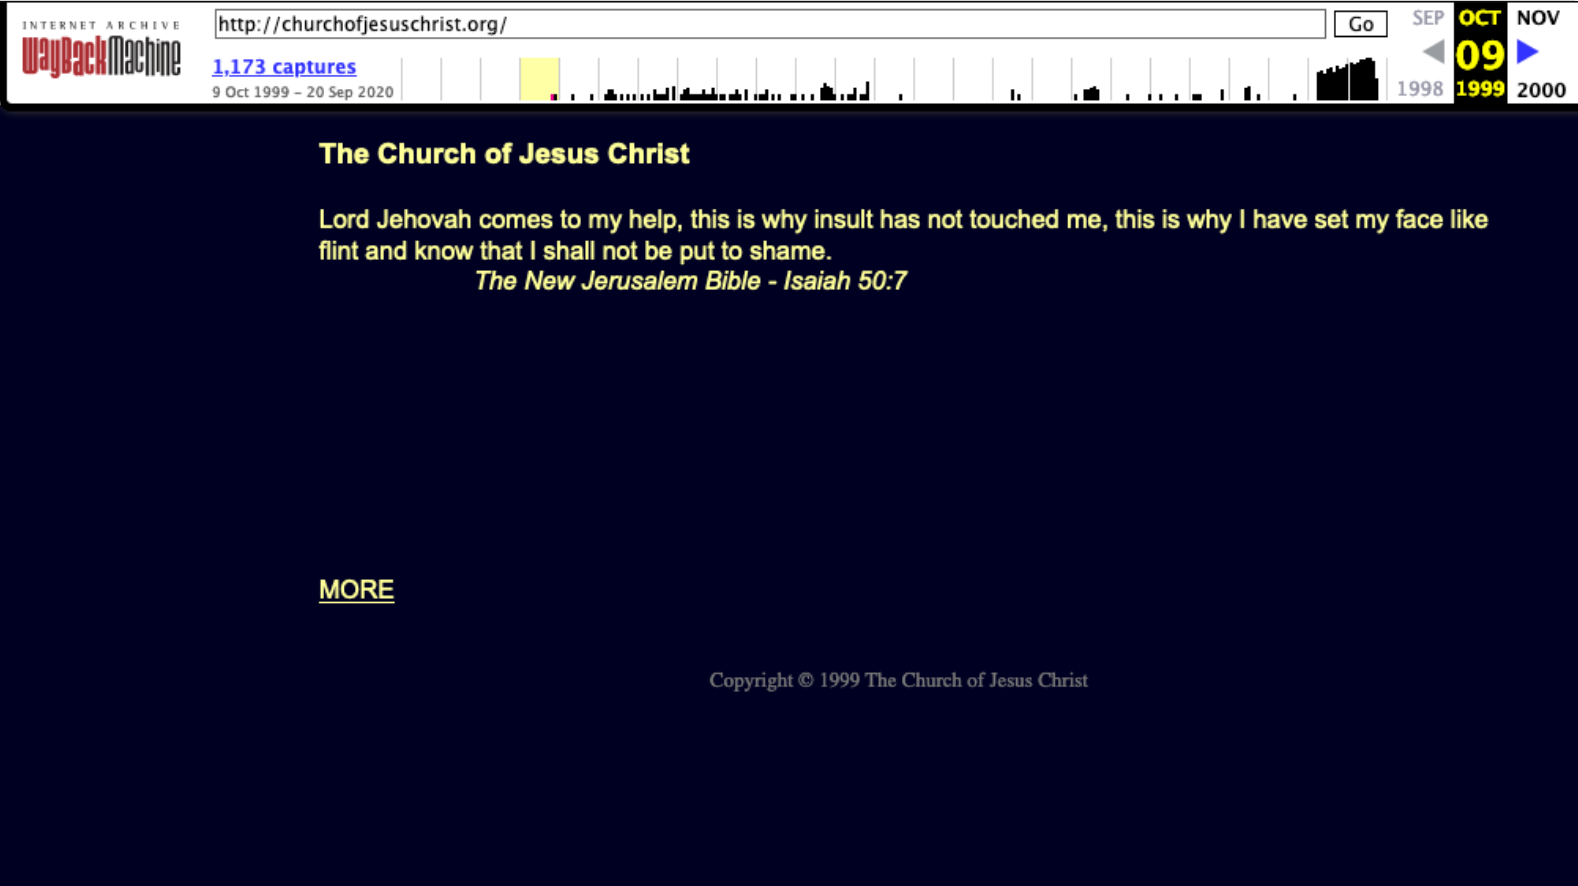 INTERNET ARCHIVE
WayBackMachine
http://churchofjesuschrist.org/
Go
SEP OCT NOV
09
1998 1999 2000
1,173 captures
9 Oct 1999 – 20 Sep 2020
The Church of Jesus Christ
Lord Jehovah comes to my help, this is why insult has not touched me, this is why I have set my face like
flint and know that I shall not be put to shame.
The New Jerusalem Bible - Isaiah 50:7
MORE
Copyright © 1999 The Church of Jesus Christ